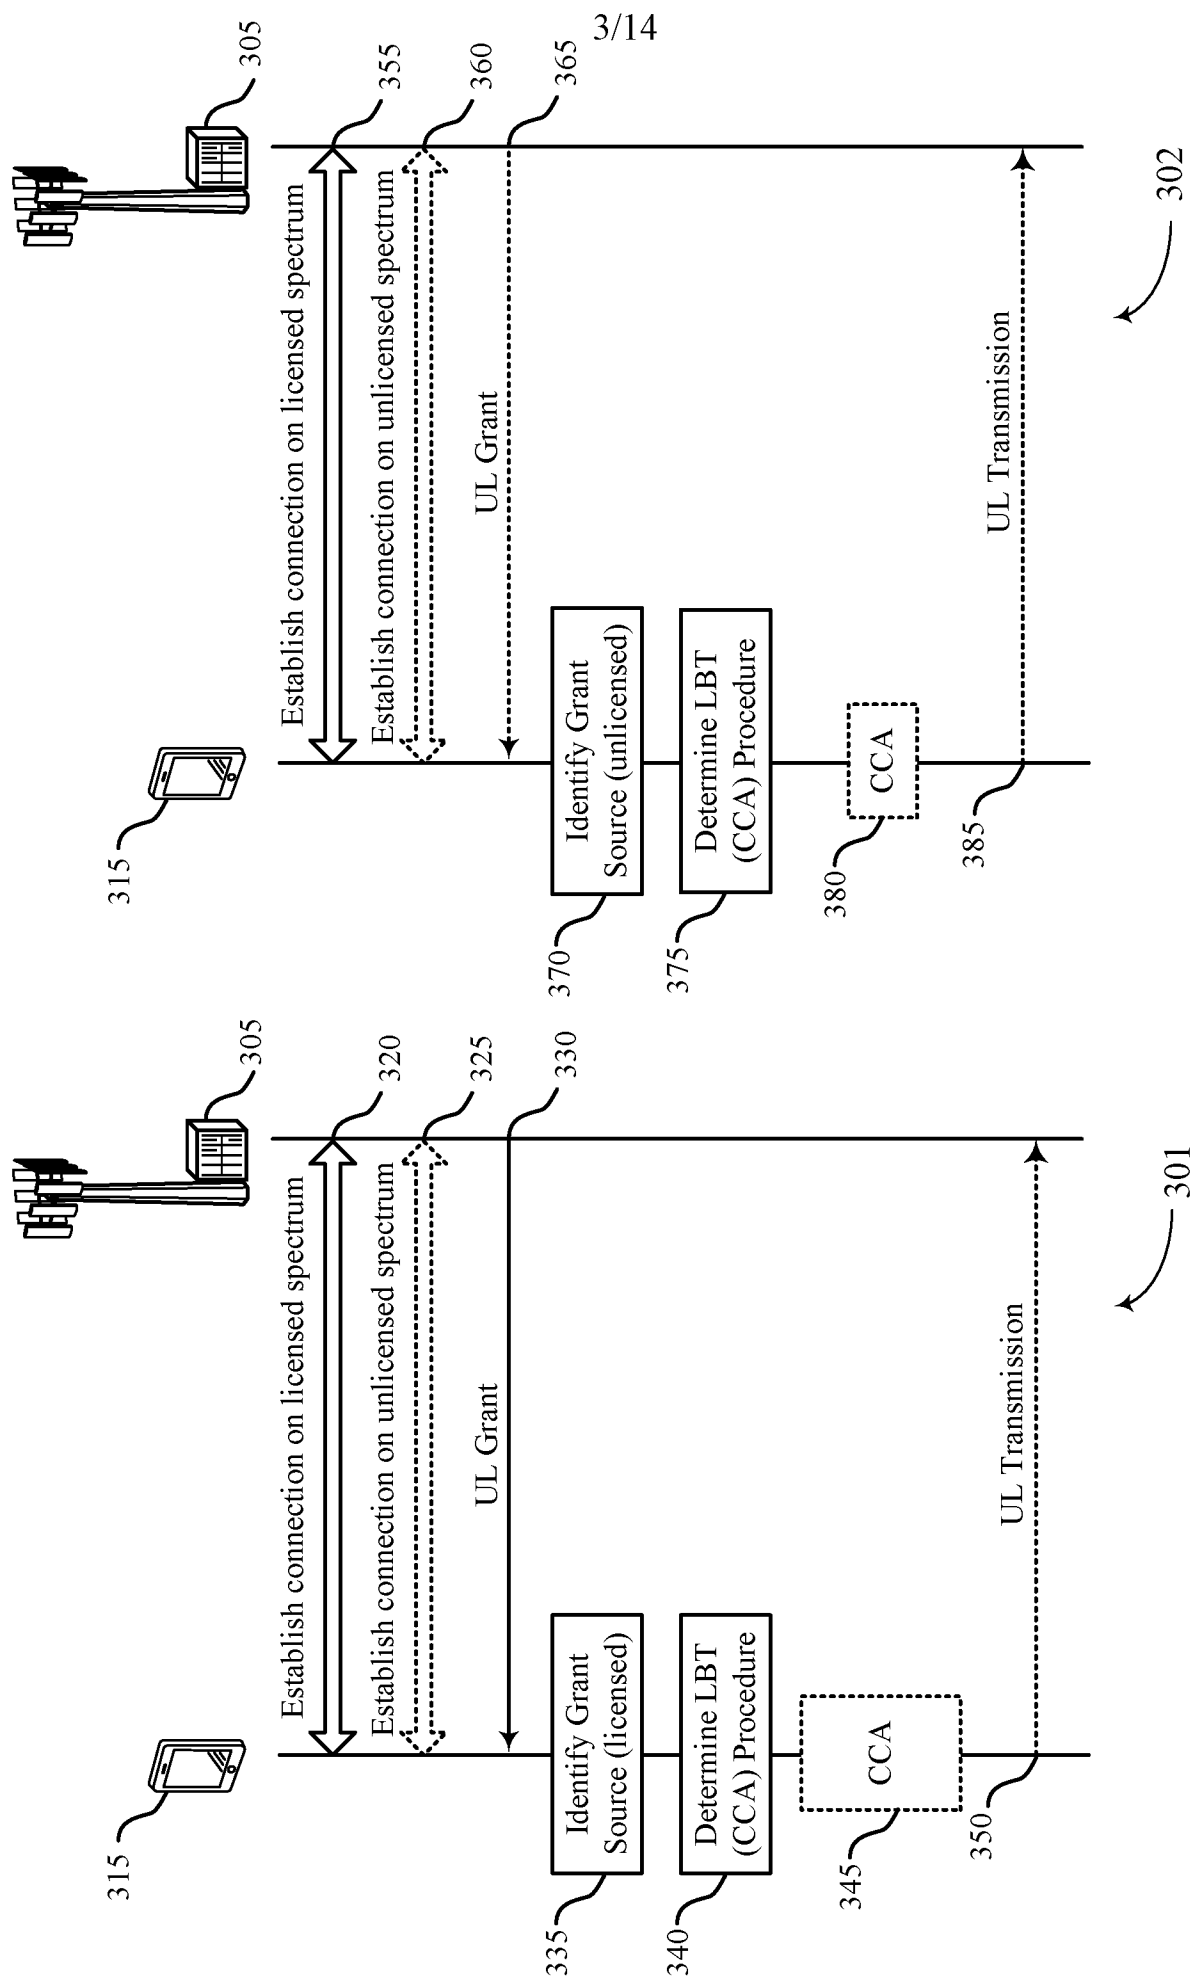 3/14
315
305
Establish connection on licensed spectrum
320
Establish connection on unlicensed spectrum
325
UL Grant
330
Identify Grant
Source (licensed)
335
Determine LBT
(CCA) Procedure
340
CCA
345
UL Transmission
350
301
315
305
Establish connection on licensed spectrum
355
Establish connection on unlicensed spectrum
360
UL Grant
365
Identify Grant
Source (unlicensed)
370
Determine LBT
(CCA) Procedure
375
CCA
380
UL Transmission
385
302